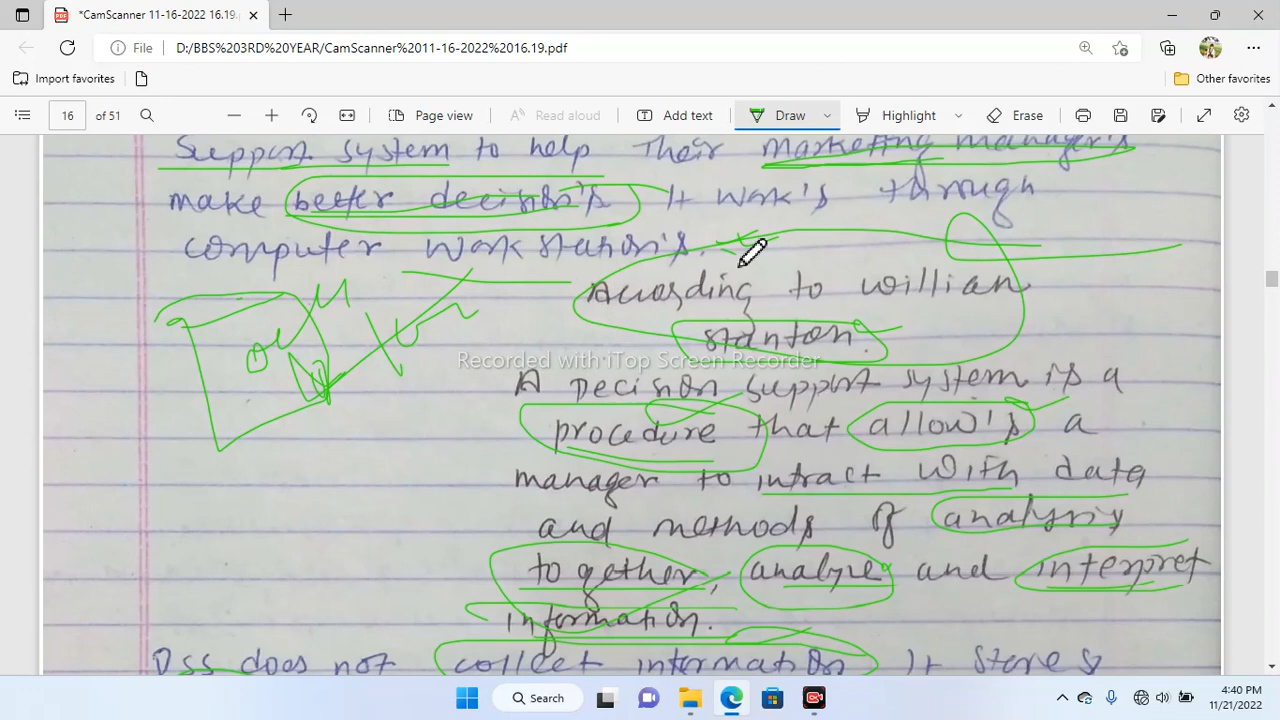 *CamScanner 11-16-2022 16.19.p
File D:/BBS%203RD%20YEAR/CamScanner%2011-16-2022%2016.19.pdf
Import favorites
Other favorites
16 of 51
Page view
Read aloud
Add text
Draw
Highlight
Erase
Support system to help Their marketing manager's
make better decision's It work's through
computer workstation's.
According to willian
stanton.
Recorded with iTop Screen Recorder
A Decision support system is a
procedure that allow's a
manager to intract with data
and methods of analysis
to gether, analyze and interpret
information.
Dss does not collect information It stores
Search
4:40 PM
11/21/2022